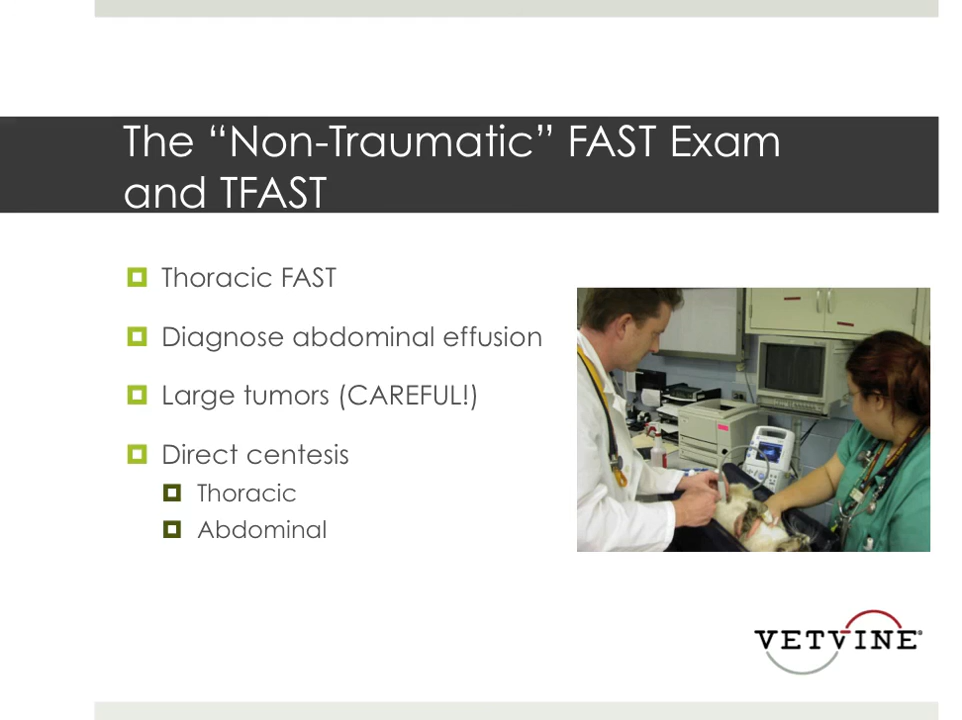 The “Non-Traumatic” FAST Exam
and TFAST
Thoracic FAST
Diagnose abdominal effusion
Large tumors (CAREFUL!)
Direct centesis
Thoracic
Abdominal
VETVINE®